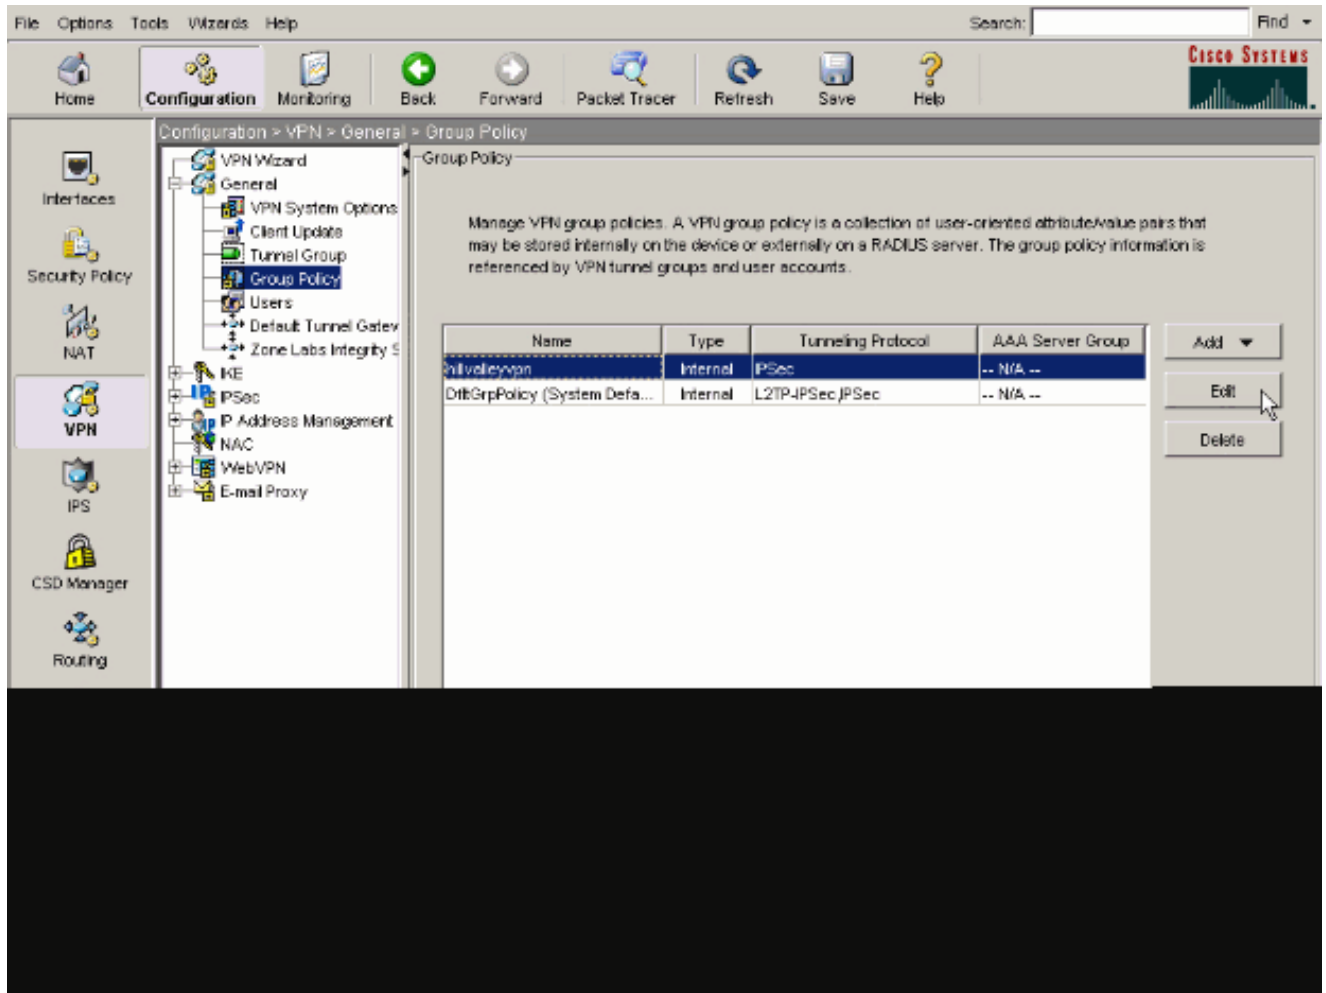 File Options Tools Wizards Help Search: Find
Home Configuration Monitoring Back Forward Packet Tracer Refresh Save Help
CISCO SYSTEMS
Configuration > VPN > General > Group Policy
Interfaces
Security Policy
NAT
VPN
IPS
CSD Manager
Routing
VPN Wizard
General
VPN System Options
Client Update
Tunnel Group
Group Policy
Users
Default Tunnel Gatew
Zone Labs Integrity S
IKE
IPSec
IP Address Management
NAC
WebVPN
E-mail Proxy
Group Policy
Manage VPN group policies. A VPN group policy is a collection of user-oriented attribute/value pairs that
may be stored internally on the device or externally on a RADIUS server. The group policy information is
referenced by VPN tunnel groups and user accounts.
Name Type Tunneling Protocol AAA Server Group
hillvalleyvpn Internal IPSec -- N/A --
DfltGrpPolicy (System Defa... Internal L2TP-IPSec,IPSec -- N/A --
Add
Edit
Delete